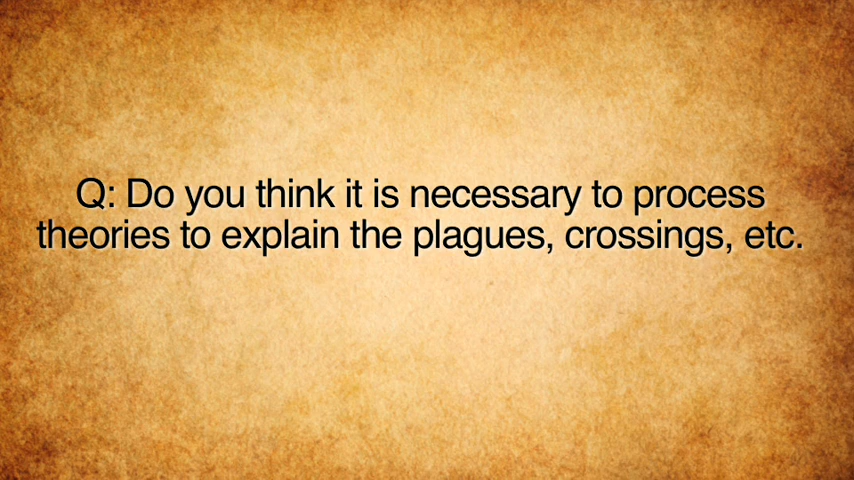 Q: Do you think it is necessary to process
theories to explain the plagues, crossings, etc.